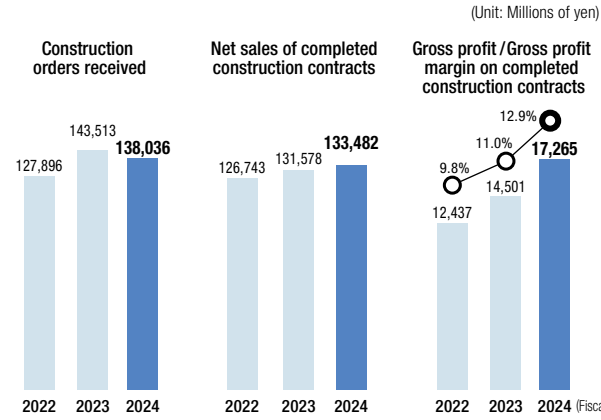 (Unit: Millions of yen)
Construction
orders received
143,513
138,036
127,896
2022 2023 2024
Net sales of completed
construction contracts
133,482
131,578
126,743
2022 2023 2024
Gross profit/Gross profit
margin on completed
construction contracts
12.9%
11.0%
9.8%
17,265
14,501
12,437
2022 2023 2024 (Fisca